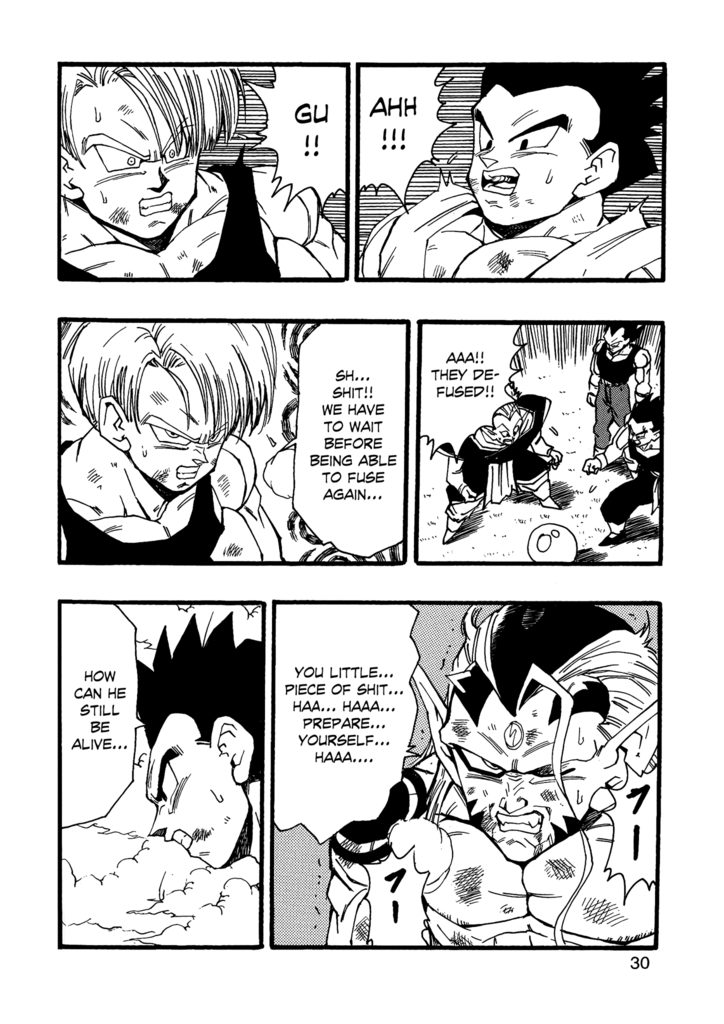 AHH
!!!
GU
!!
AAA!!
THEY DE-
FUSED!!
SH...
SHIT!!
WE HAVE
TO WAIT
BEFORE
BEING ABLE
TO FUSE
AGAIN...
YOU LITTLE...
PIECE OF SHIT...
HAA... HAAA...
PREPARE...
YOURSELF...
HAAA....
HOW
CAN HE
STILL
BE
ALIVE...
30